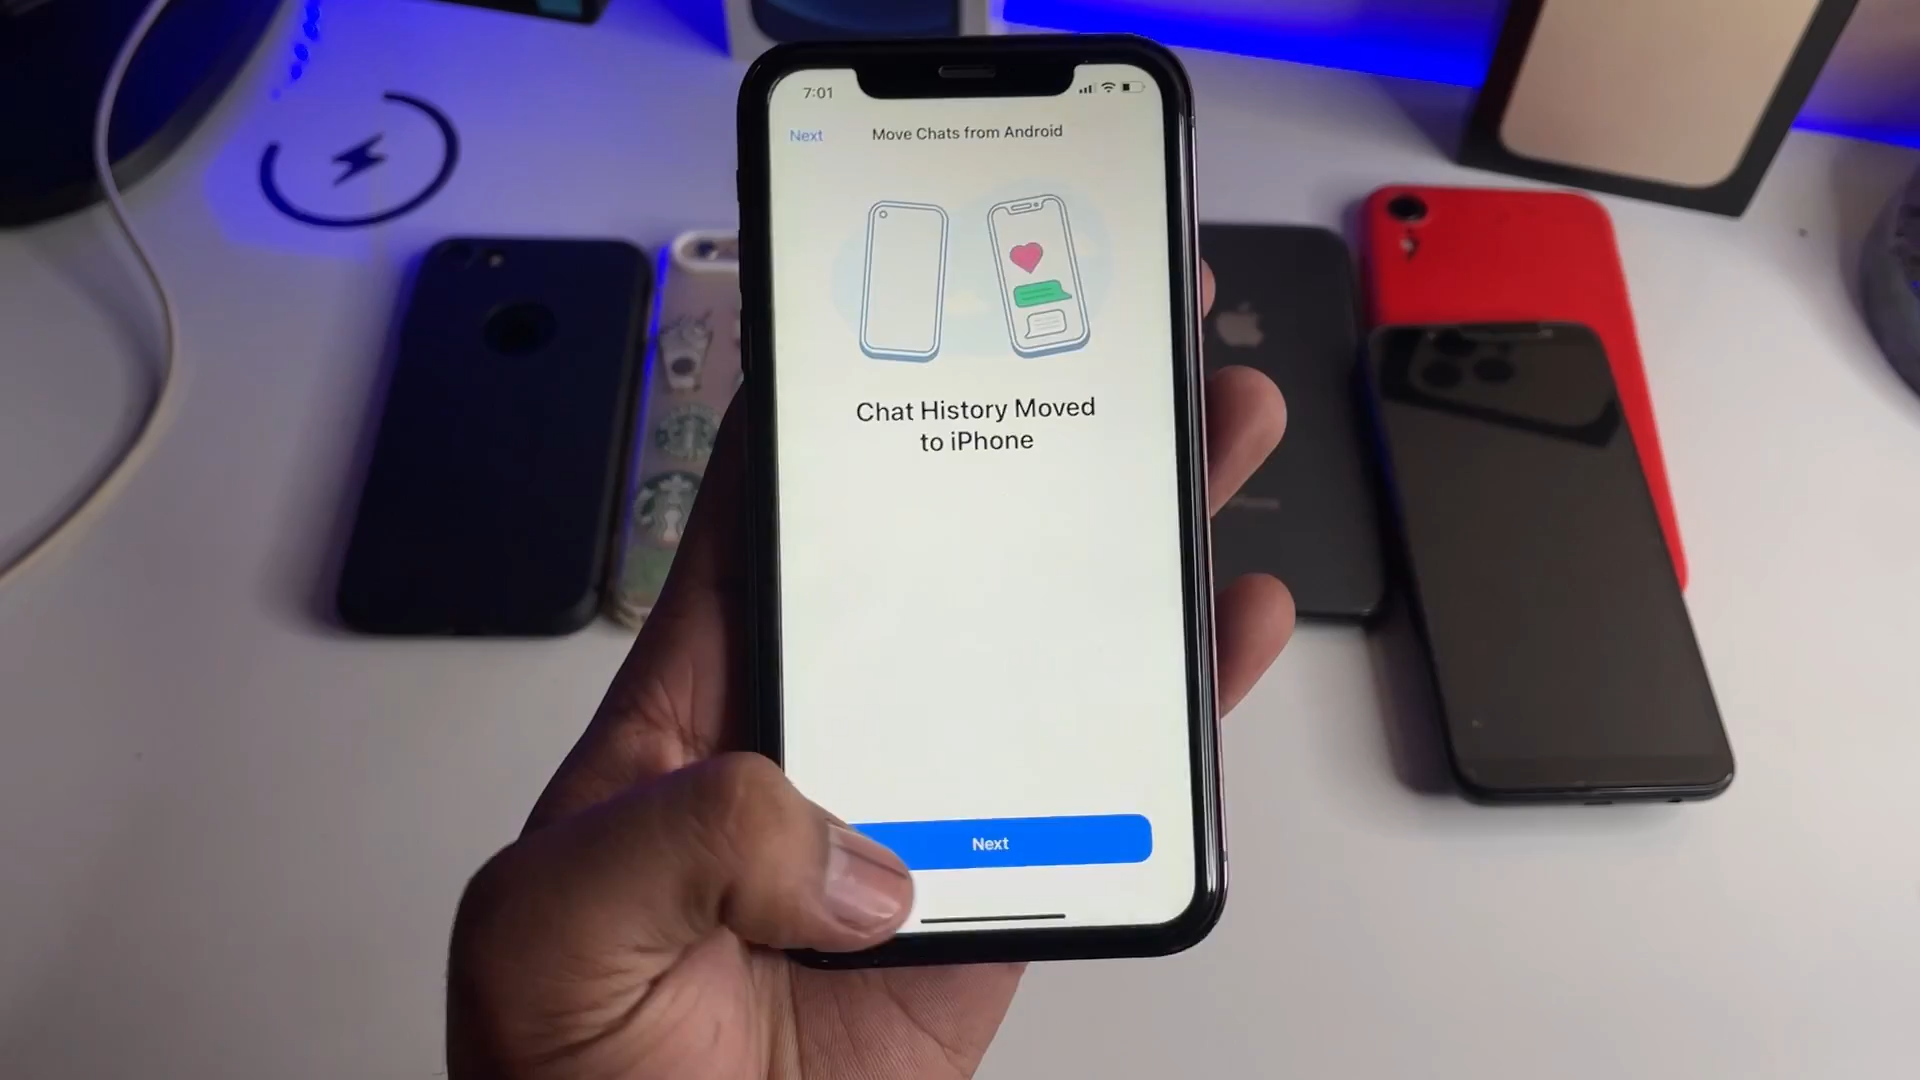 7:01
Next
Move Chats from Android
Chat History Moved
to iPhone
Next